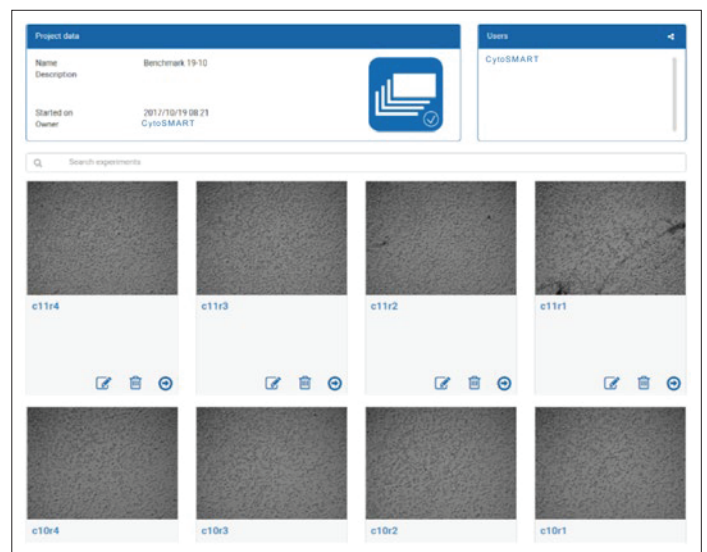 Project data
Name Benchmark 19-10
Description
Started on 2017/10/19 08:21
Owner CytoSMART
Users
CytoSMART
Search experiments
c11r4 c11r3 c11r2 c11r1
c10r4 c10r3 c10r2 c10r1